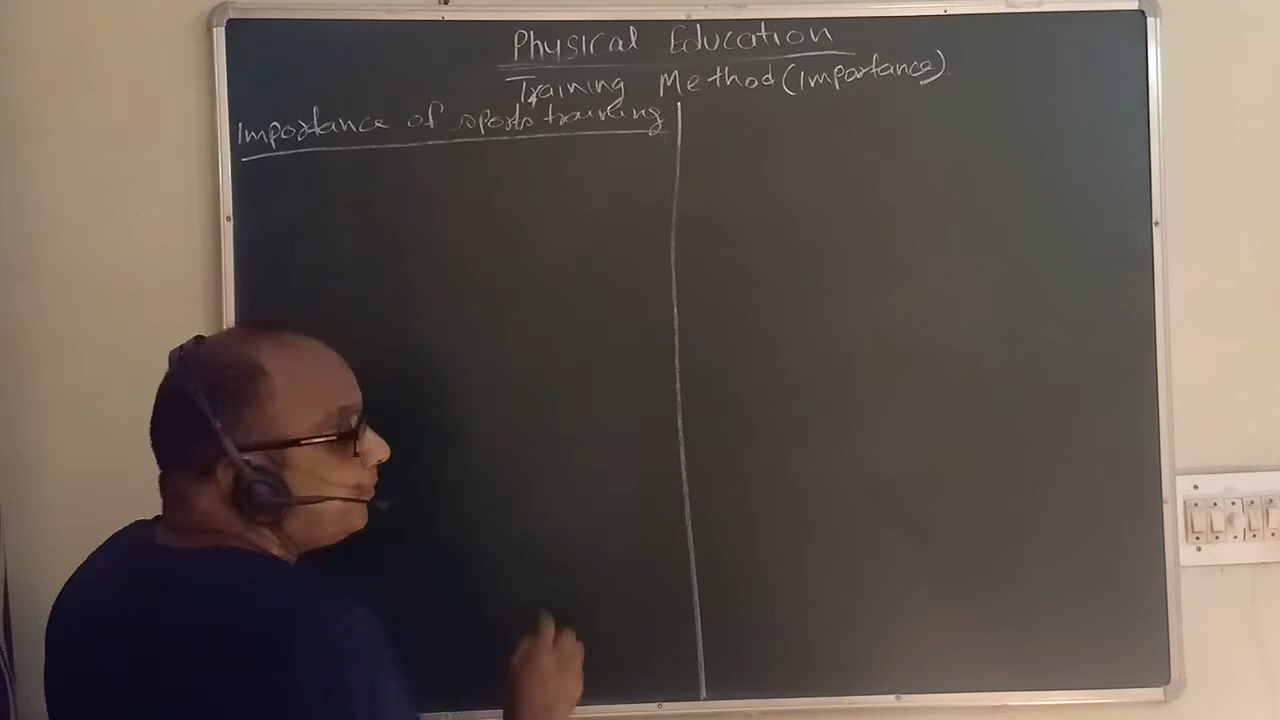 Physical Education
Training Method (Importance).
Importance of sports training